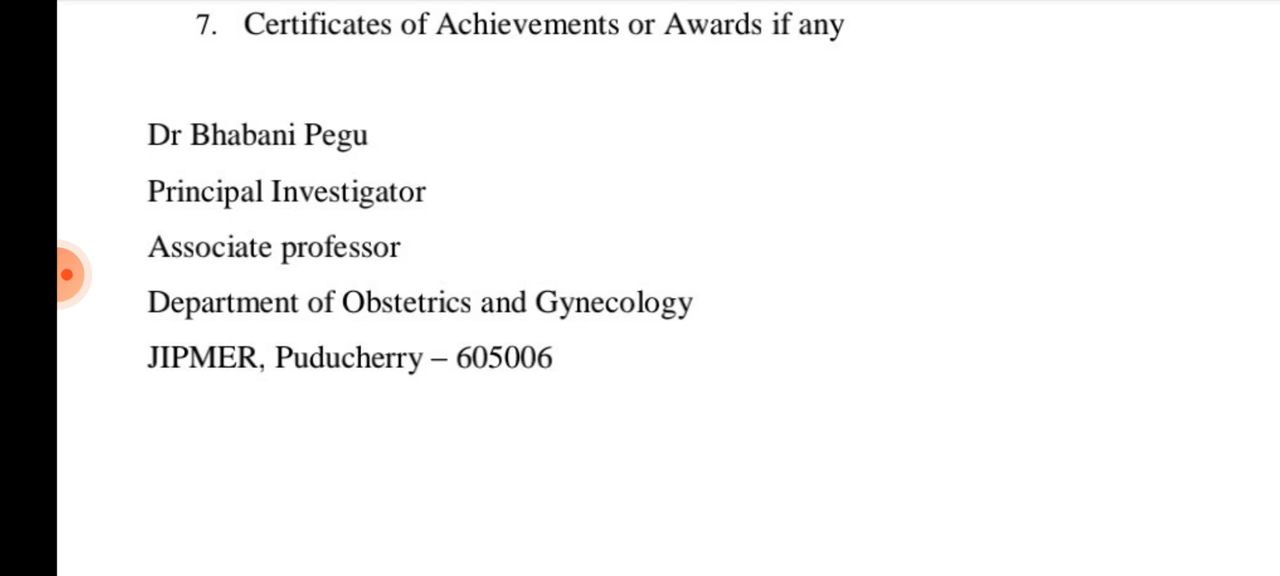 7. Certificates of Achievements or Awards if any
Dr Bhabani Pegu
Principal Investigator
Associate professor
Department of Obstetrics and Gynecology
JIPMER, Puducherry – 605006